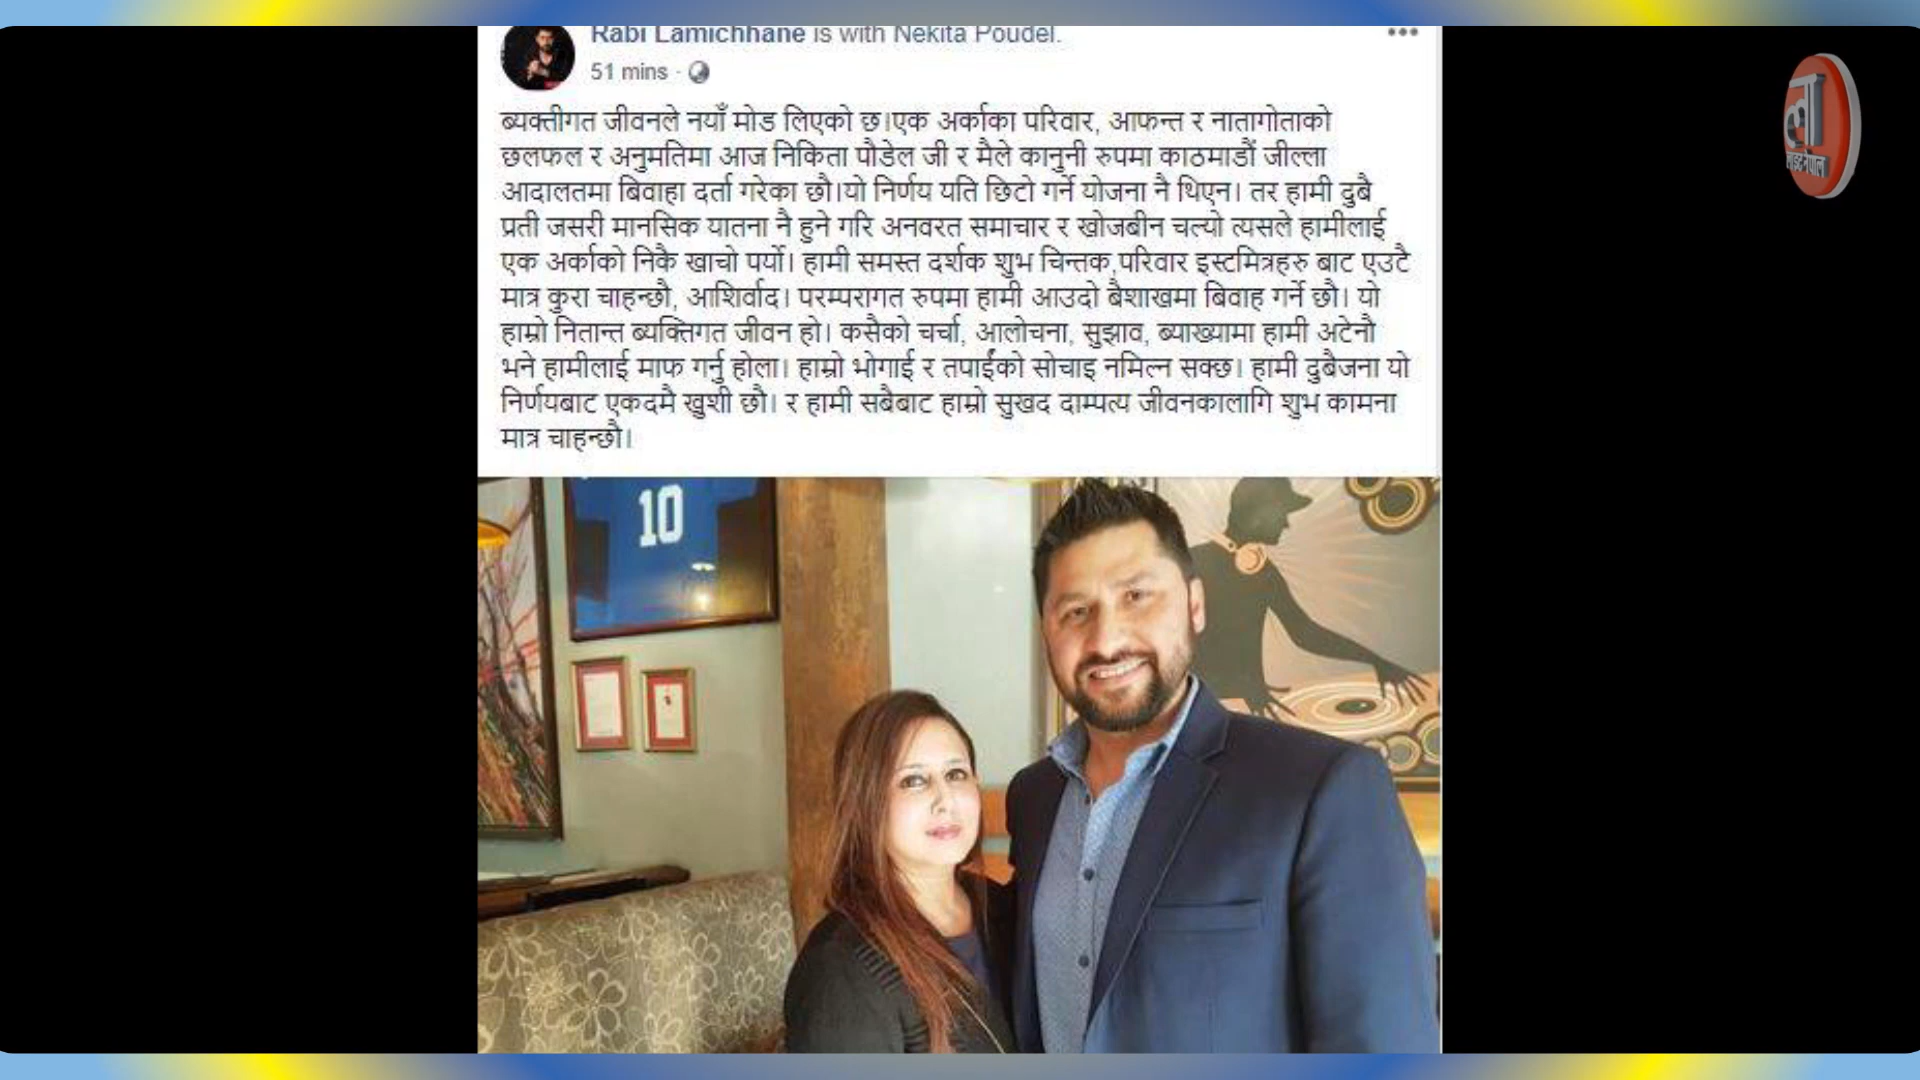 Rabi Lamichhane is with Nekita Poudel.
51 mins ·
ब्यक्तीगत जीवनले नयाँ मोड लिएको छ।एक अर्काका परिवार, आफन्त र नातागोताको
छलफल र अनुमतिमा आज निकिता पौडेल जी र मैले कानुनी रुपमा काठमाडौं जील्ला
आदालतमा बिवाहा दर्ता गरेका छौ।यो निर्णय यति छिटो गर्ने योजना नै थिएन। तर हामी दुबै
प्रती जसरी मानसिक यातना नै हुने गरि अनवरत समाचार र खोजबीन चल्यो त्यसले हामीलाई
एक अर्काको निकै खाचो पर्यो। हामी समस्त दर्शक शुभ चिन्तक,परिवार इस्टमित्रहरु बाट एउटै
मात्र कुरा चाहन्छौ, आशिर्वाद। परम्परागत रुपमा हामी आउदो बैशाखमा बिवाह गर्ने छौ। यो
हाम्रो नितान्त ब्यक्तिगत जीवन हो। कसैको चर्चा, आलोचना, सुझाव, ब्याख्यामा हामी अटेनौ
भने हामीलाई माफ गर्नु होला। हाम्रो भोगाई र तपाईंको सोचाइ नमिल्न सक्छ। हामी दुबैजना यो
निर्णयबाट एकदमै खुशी छौ। र हामी सबैबाट हाम्रो सुखद दाम्पत्य जीवनकालागि शुभ कामना
मात्र चाहन्छौ।
10